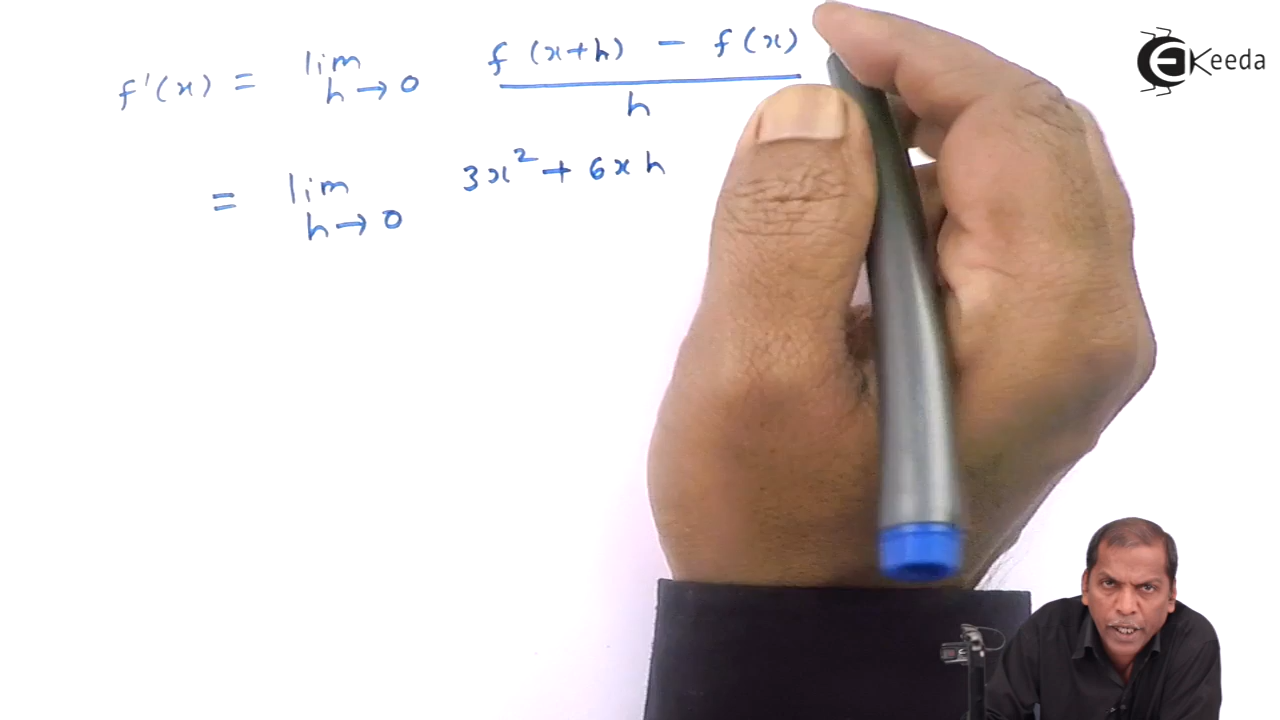 f'(x) = lim h→0 f(x+h) - f(x) / h
= lim h→0 3x² + 6xh
EKeeda